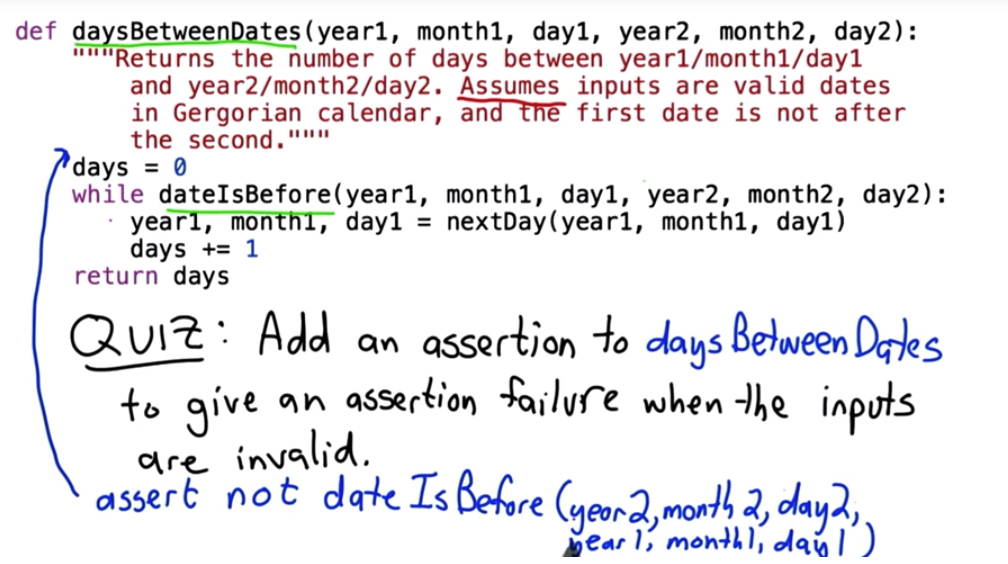 def daysBetweenDates(year1, month1, day1, year2, month2, day2):
"""Returns the number of days between year1/month1/day1
and year2/month2/day2. Assumes inputs are valid dates
in Gergorian calendar, and the first date is not after
the second."""
days = 0
while dateIsBefore(year1, month1, day1, year2, month2, day2):
year1, month1, day1 = nextDay(year1, month1, day1)
days += 1
return days
QUIZ: Add an assertion to daysBetweenDates
to give an assertion failure when the inputs
are invalid.
assert not dateIsBefore (year2, month2, day2,
year1, month1, day1)